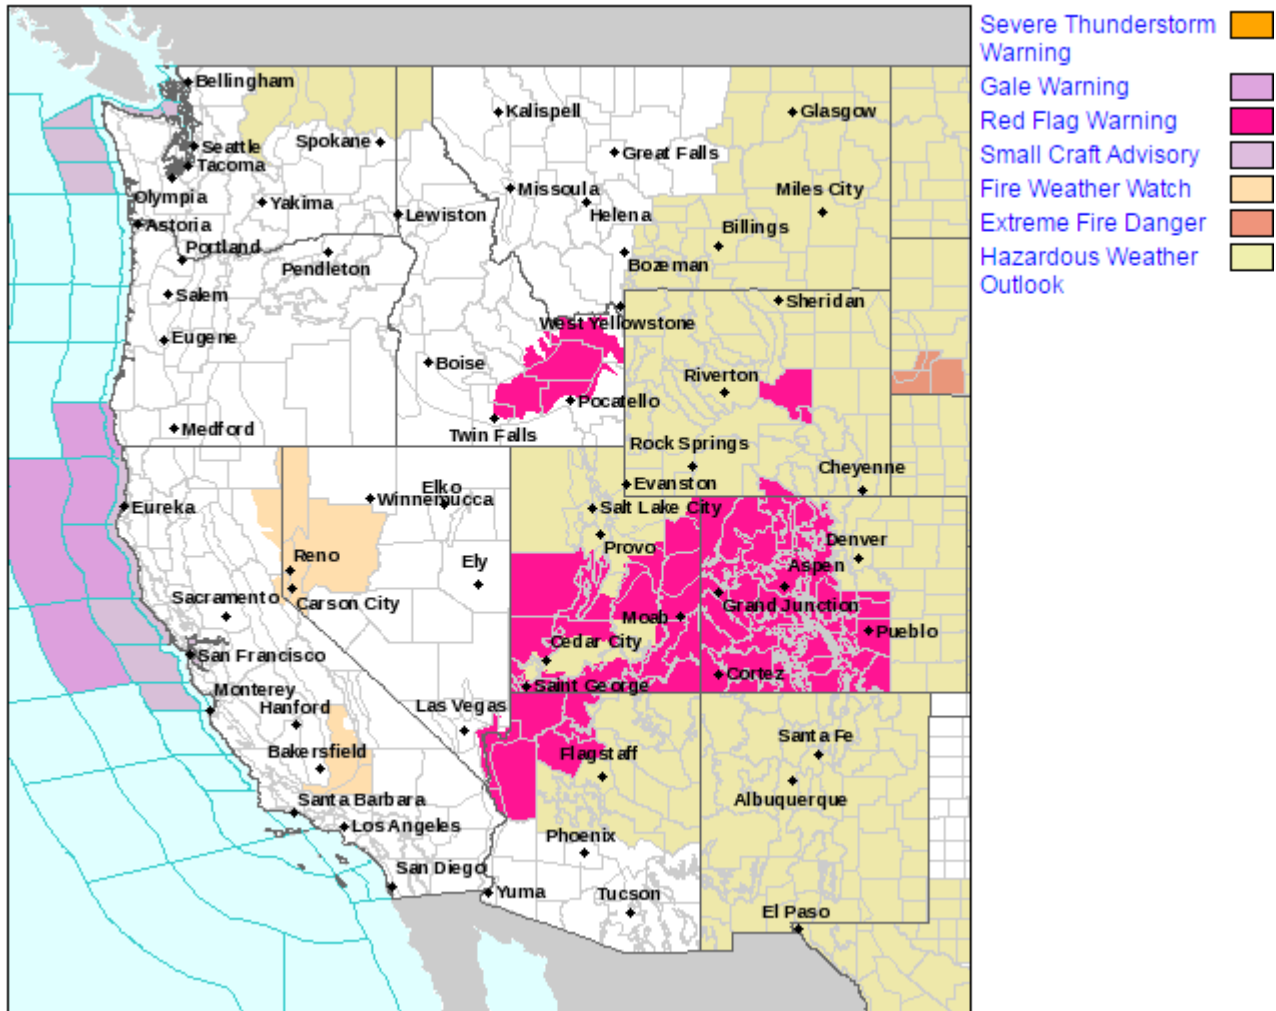 Severe Thunderstorm
Warning
Gale Warning
Red Flag Warning
Small Craft Advisory
Fire Weather Watch
Extreme Fire Danger
Hazardous Weather
Outlook
Bellingham
Kalispell
Glasgow
Seattle
Spokane
Great Falls
Tacoma
Olympia
Yakima
Missoula
Miles City
Lewiston
Helena
Astoria
Billings
Portland
Pendleton
Bozeman
Salem
Sheridan
West Yellowstone
Eugene
Boise
Riverton
Pocatello
Medford
Twin Falls
Rock Springs
Cheyenne
Elko
Evanston
Winnemucca
Eureka
Salt Lake City
Denver
Reno
Provo
Ely
Aspen
Sacramento
Carson City
Grand Junction
Moab
Pueblo
Cedar City
San Francisco
Cortez
Saint George
Monterey
Hanford
Las Vegas
Santa Fe
Bakersfield
Flagstaff
Santa Barbara
Albuquerque
Los Angeles
Phoenix
San Diego
Yuma
Tucson
El Paso